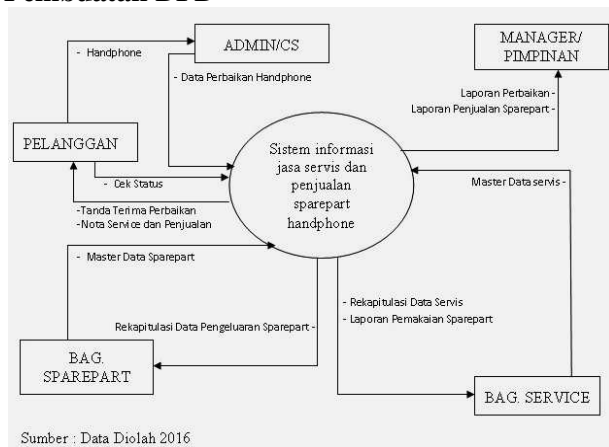 Pembuatan DFD
ADMIN/CS
MANAGER/
PIMPINAN
- Handphone
- Data Perbaikan Handphone
Laporan Perbaikan -
Laporan Penjualan Sparepart -
PELANGGAN
Sistem informasi
jasa servis dan
penjualan
sparepart
handphone
- Cek Status
Master Data servis -
-Tanda Terima Perbaikan
-Nota Service dan Penjualan
- Master Data Sparepart
- Rekapitulasi Data Servis
- Laporan Pemakaian Sparepart
Rekapitulasi Data Pengeluaran Sparepart -
BAG.
SPAREPART
BAG. SERVICE
Sumber : Data Diolah 2016